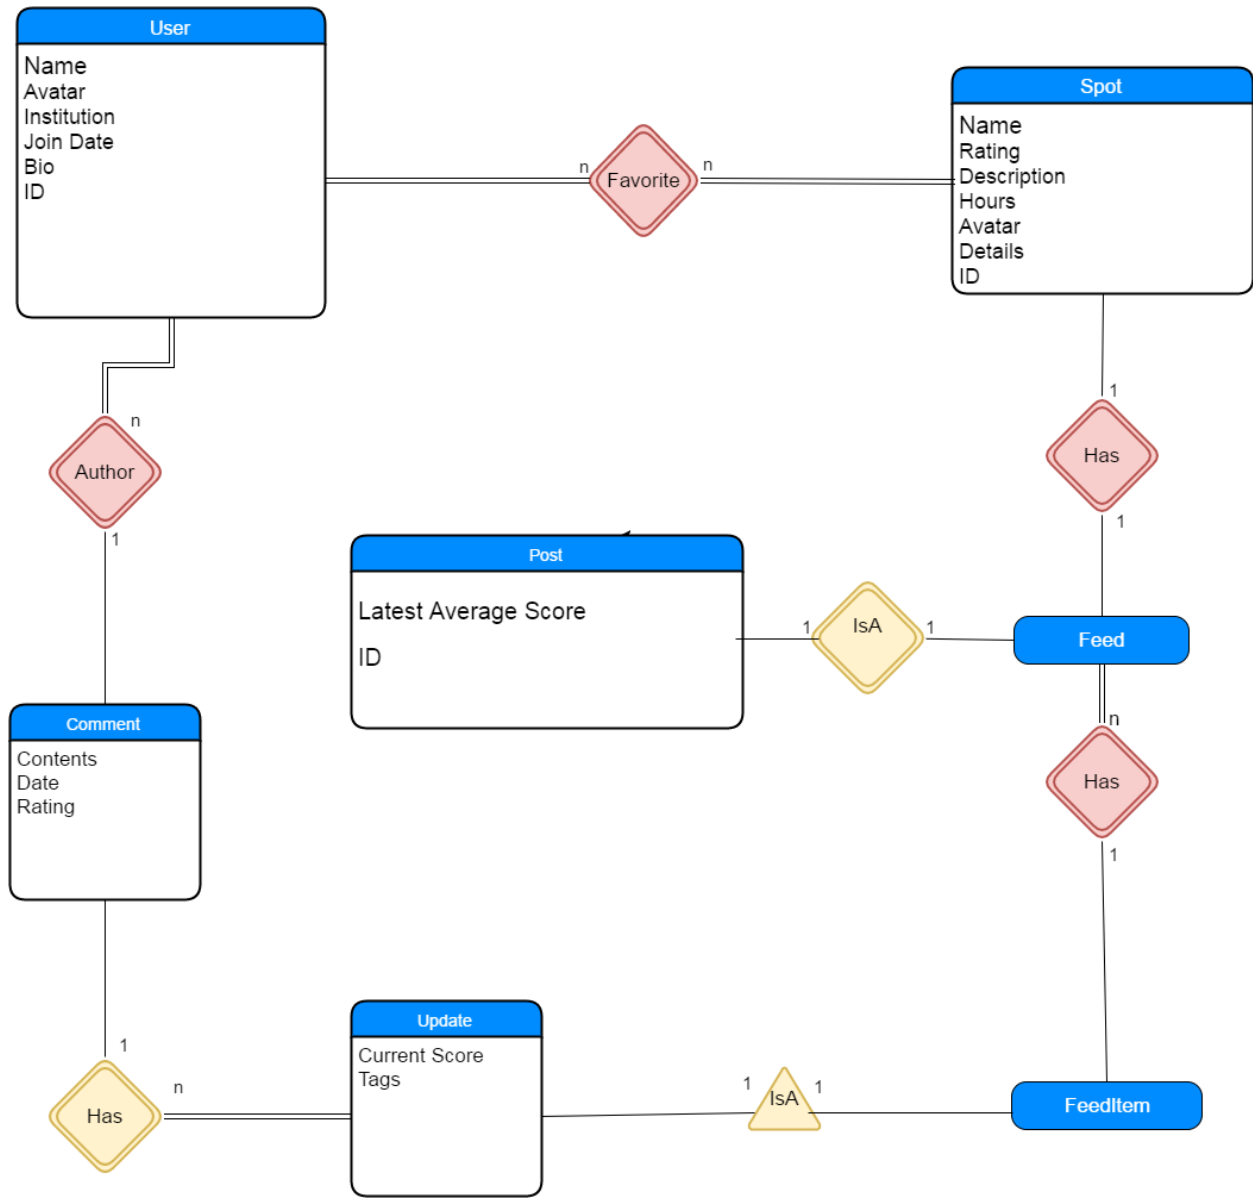 User
Name
Avatar
Institution
Join Date
Bio
ID
Spot
Name
Rating
Description
Hours
Avatar
Details
ID
n
Favorite
n
n
Author
1
1
Has
1
Post
Latest Average Score
ID
1
IsA
1
Feed
n
Has
1
Comment
Contents
Date
Rating
1
n
Has
Update
Current Score
Tags
1
IsA
1
FeedItem